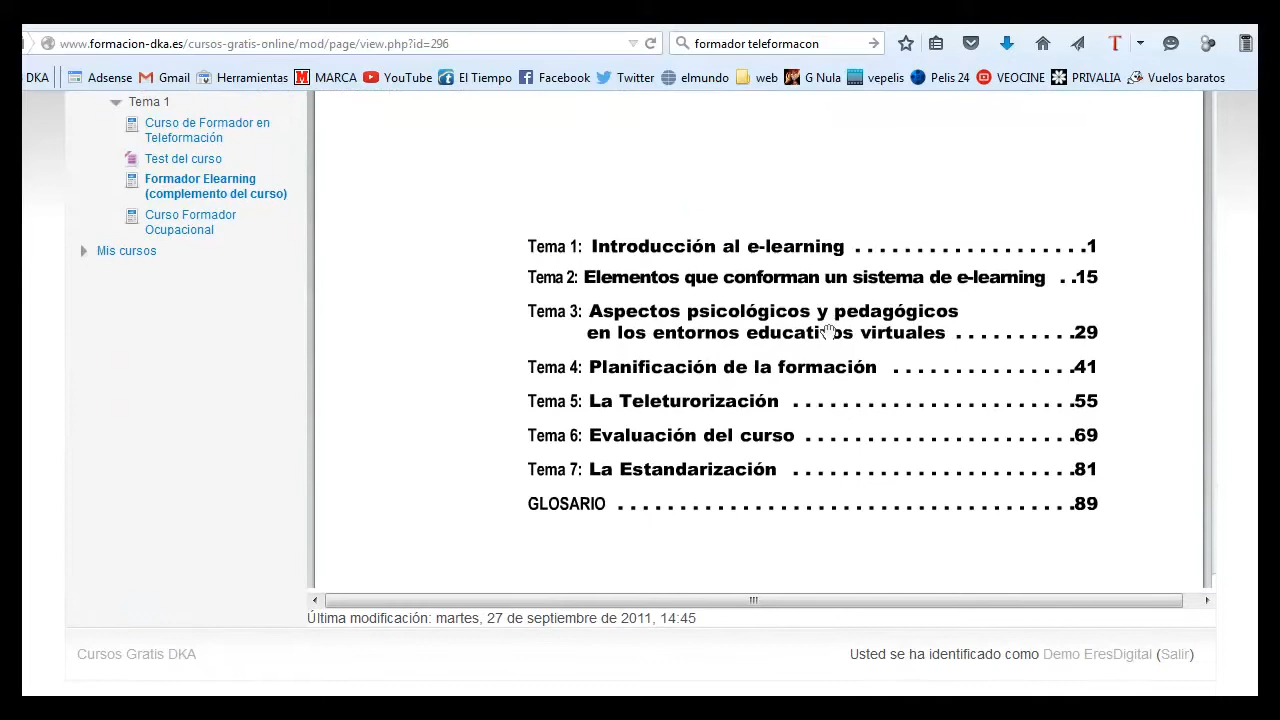 www.formacion-dka.es/cursos-gratis-online/mod/page/view.php?id=296
formador teleformacon
DKA Adsense Gmail Herramientas MARCA YouTube El Tiempo Facebook Twitter elmundo web G Nula vepelis Pelis 24 VEOCINE PRIVALIA Vuelos baratos
Tema 1
Curso de Formador en
Teleformación
Test del curso
Formador Elearning
(complemento del curso)
Curso Formador
Ocupacional
Mis cursos
Tema 1: Introducción al e-learning . . . . . . . . . . . . . . . . . . .1
Tema 2: Elementos que conforman un sistema de e-learning . .15
Tema 3: Aspectos psicológicos y pedagógicos
en los entornos educativos virtuales . . . . . . . . . .29
Tema 4: Planificación de la formación . . . . . . . . . . . . . . .41
Tema 5: La Teleturorización . . . . . . . . . . . . . . . . . . . . . . .55
Tema 6: Evaluación del curso . . . . . . . . . . . . . . . . . . . . . .69
Tema 7: La Estandarización . . . . . . . . . . . . . . . . . . . . . . .81
GLOSARIO . . . . . . . . . . . . . . . . . . . . . . . . . . . . . . . . . . . . .89
Última modificación: martes, 27 de septiembre de 2011, 14:45
Cursos Gratis DKA
Usted se ha identificado como Demo EresDigital (Salir)